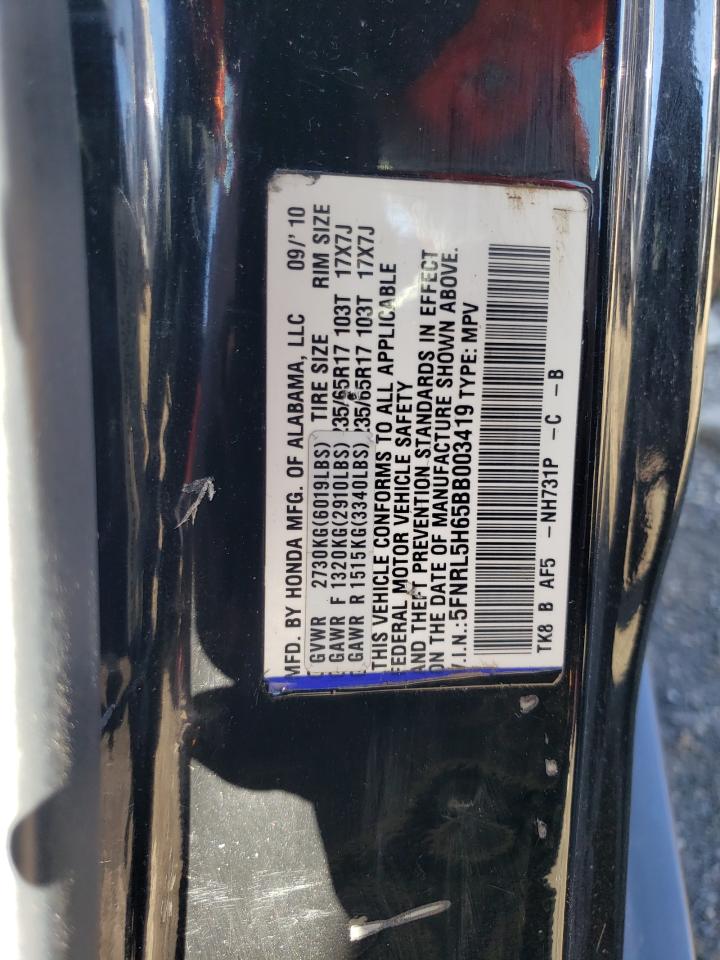 MFD. BY HONDA MFG. OF ALABAMA, LLC 09/' 10
GVWR 2730KG(6019LBS) TIRE SIZE RIM SIZE
GAWR F 1320KG(2910LBS) 235/65R17 103T 17X7J
GAWR R 1515KG(3340LBS) 235/65R17 103T 17X7J
THIS VEHICLE CONFORMS TO ALL APPLICABLE
FEDERAL MOTOR VEHICLE SAFETY
AND THEFT PREVENTION STANDARDS IN EFFECT
ON THE DATE OF MANUFACTURE SHOWN ABOVE.
V.I.N.:5FNRL5H65BB003419 TYPE: MPV
TK8 B AF5 -NH731P -C -B